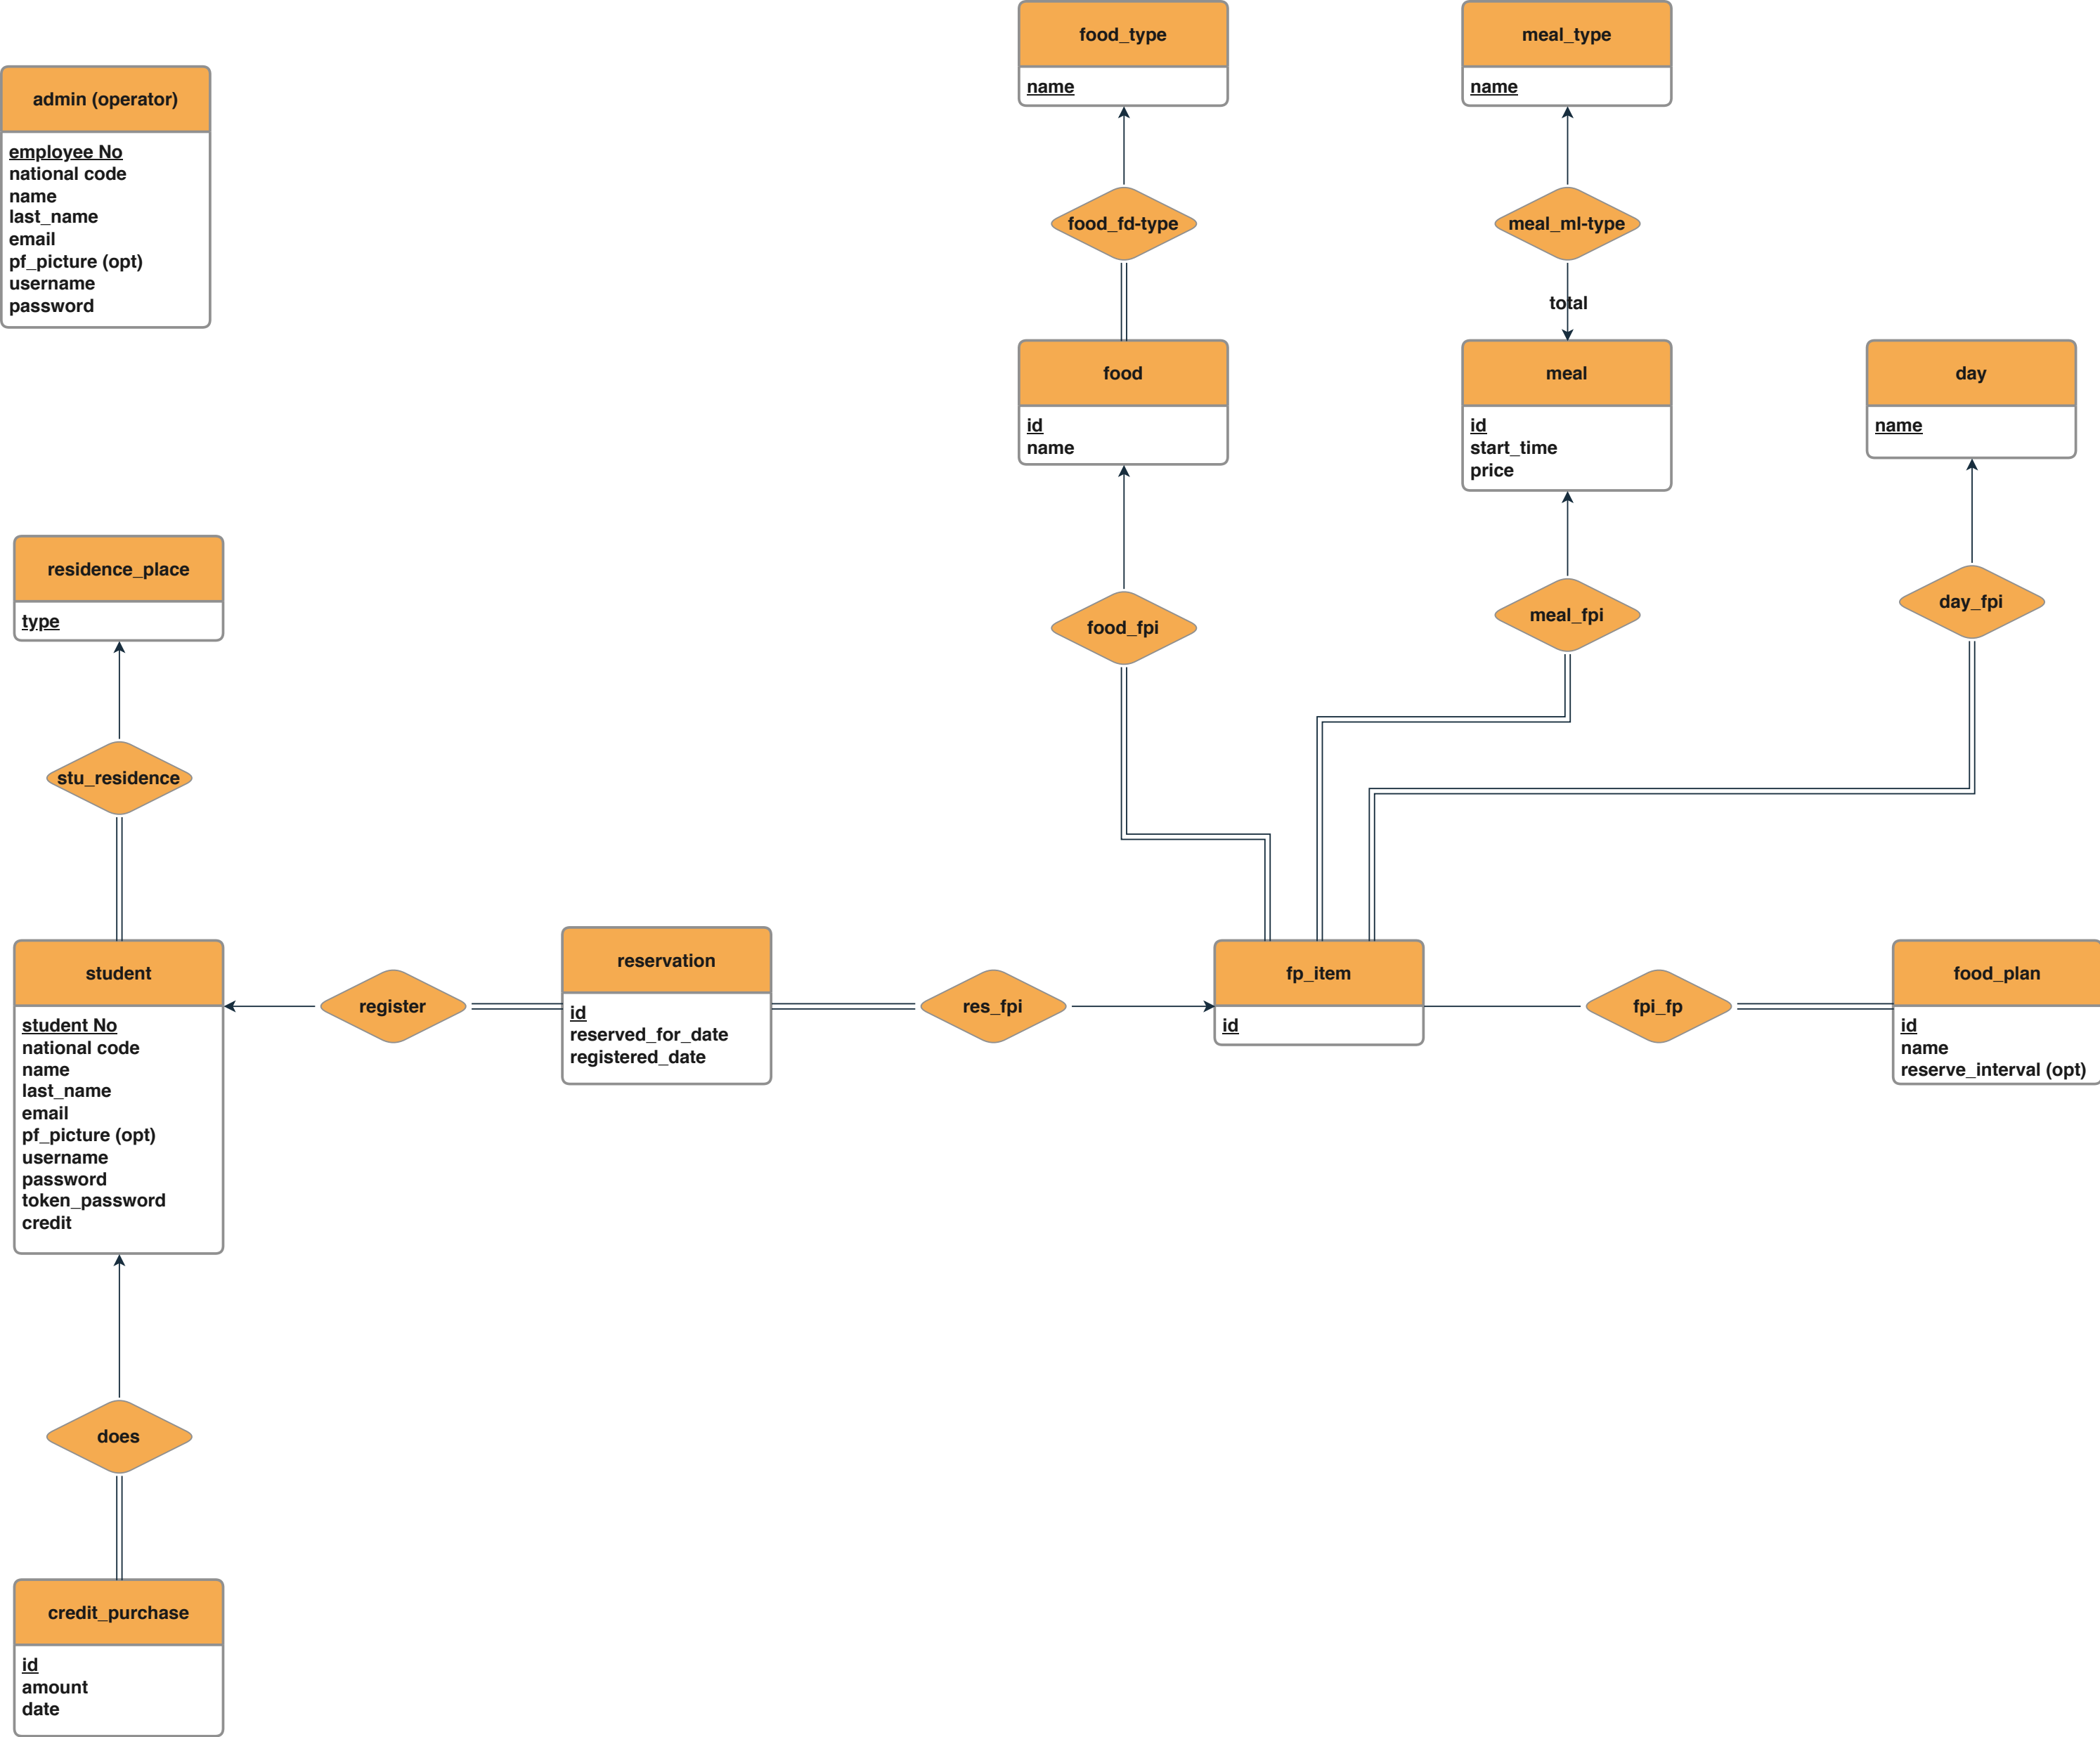 food_type
name
meal_type
name
admin (operator)
employee No
national code
name
last_name
email
pf_picture (opt)
username
password
food_fd-type
meal_ml-type
total
food
id
name
meal
id
start_time
price
day
name
residence_place
type
food_fpi
meal_fpi
day_fpi
stu_residence
student
student No
national code
name
last_name
email
pf_picture (opt)
username
password
token_password
credit
register
reservation
id
reserved_for_date
registered_date
res_fpi
fp_item
id
fpi_fp
food_plan
id
name
reserve_interval (opt)
does
credit_purchase
id
amount
date